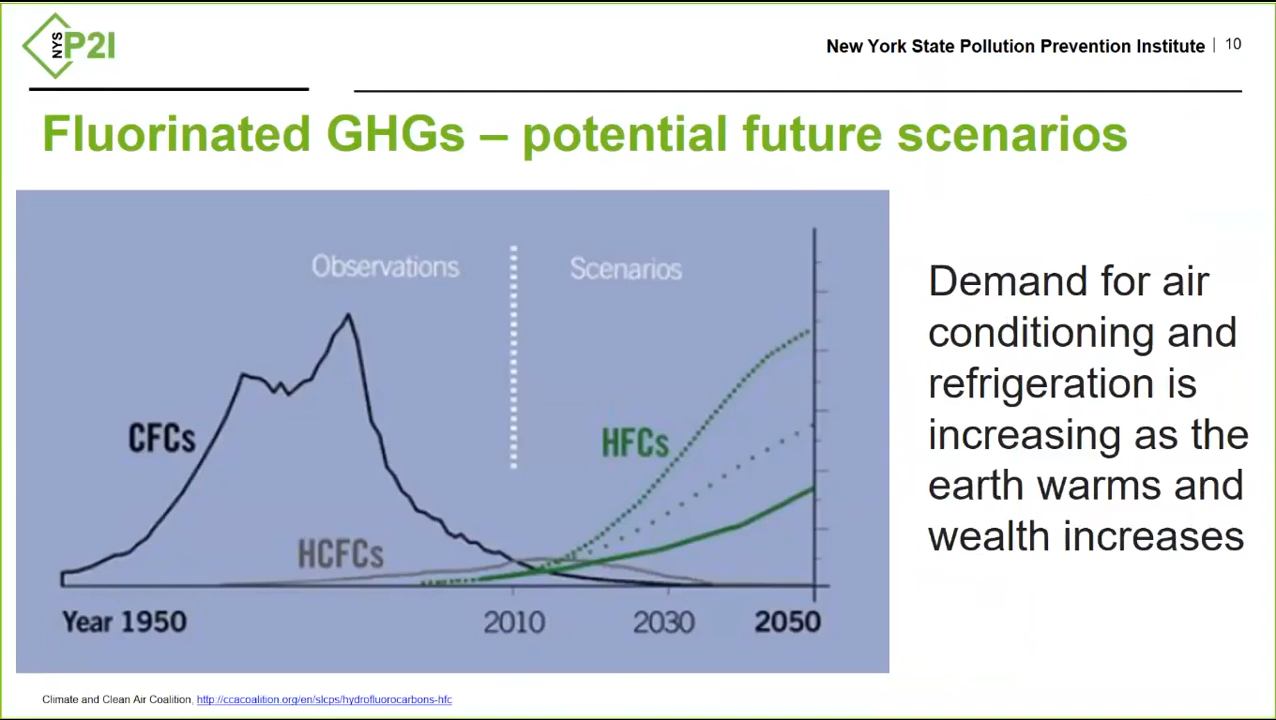 NYS P2I
New York State Pollution Prevention Institute | 10
Fluorinated GHGs – potential future scenarios
Observations
Scenarios
CFCs
HFCs
HCFCs
Year 1950
2010
2030
2050
Demand for air
conditioning and
refrigeration is
increasing as the
earth warms and
wealth increases
Climate and Clean Air Coalition, http://ccacoalition.org/en/slcps/hydrofluorocarbons-hfc